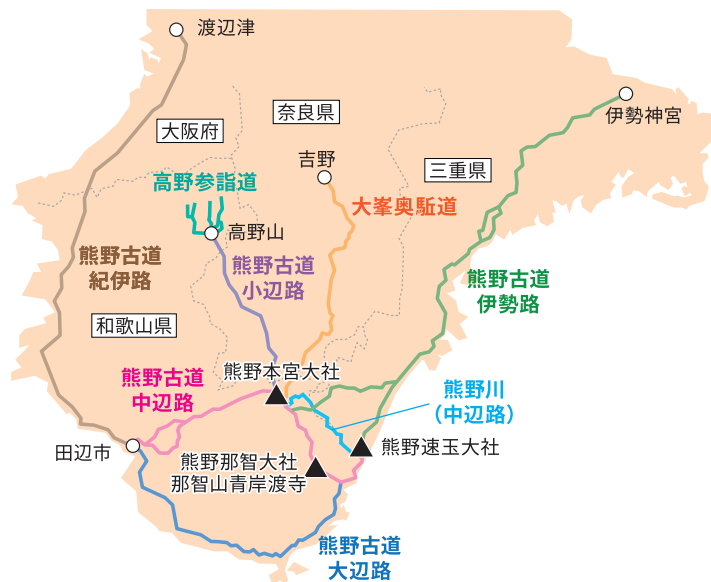 渡辺津
伊勢神宮
奈良県
大阪府
吉野
三重県
高野参詣道
大峯奥駈道
高野山
熊野古道
紀伊路
熊野古道
小辺路
熊野古道
伊勢路
和歌山県
熊野本宮大社
熊野古道
中辺路
熊野川
（中辺路）
田辺市
熊野速玉大社
熊野那智大社
那智山青岸渡寺
熊野古道
大辺路